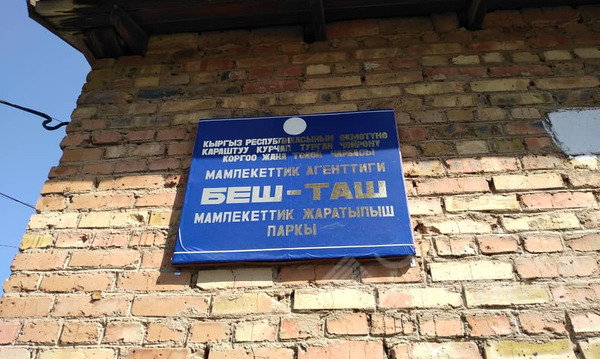 КЫРГЫЗ РЕСПУБЛИКАСЫНЫН ӨКМӨТҮНӨ
КАРАШТУУ КУРЧАП ТУРГАН ЧӨЙРӨНҮ
КОРГОО ЖАНА ТОКОЙ ЧАРБАСЫ
МАМЛЕКЕТТИК АГЕНТТИГИ
БЕШ-ТАШ
МАМЛЕКЕТТИК ЖАРАТЫЛЫШ
ПАРКЫ